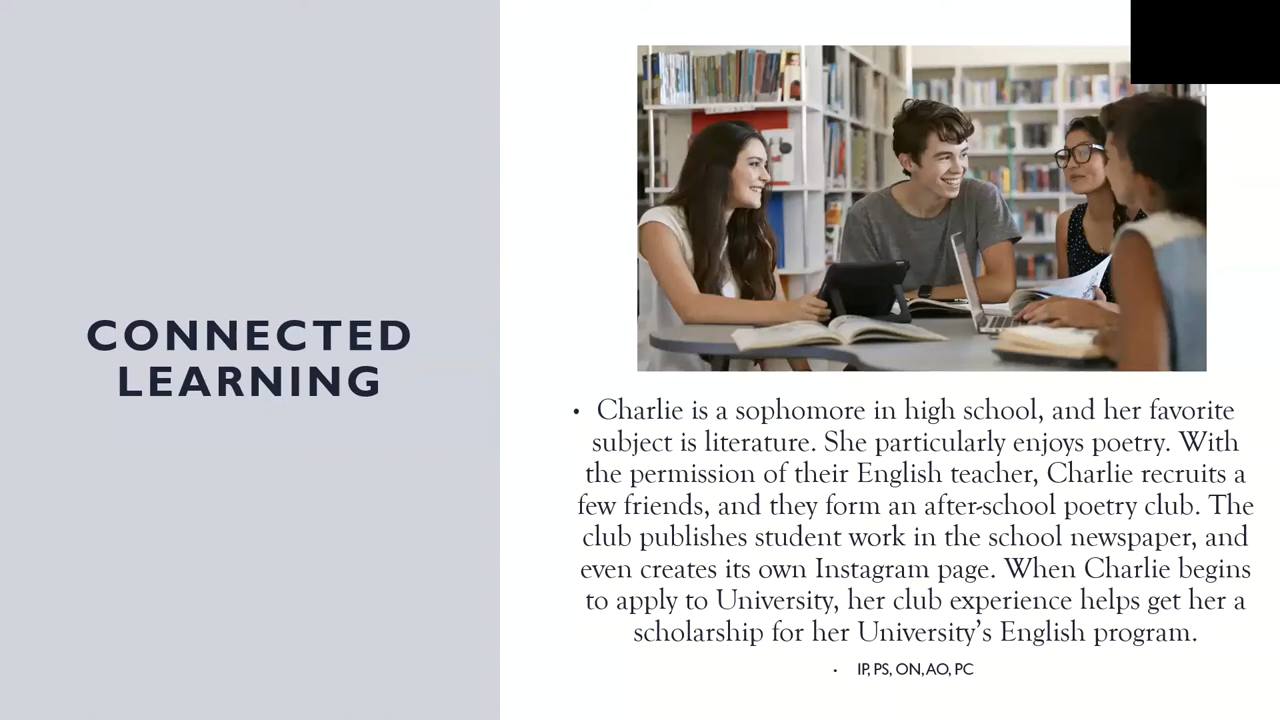 CONNECTED
LEARNING
• Charlie is a sophomore in high school, and her favorite
subject is literature. She particularly enjoys poetry. With
the permission of their English teacher, Charlie recruits a
few friends, and they form an after-school poetry club. The
club publishes student work in the school newspaper, and
even creates its own Instagram page. When Charlie begins
to apply to University, her club experience helps get her a
scholarship for her University’s English program.
• IP, PS, ON, AO, PC